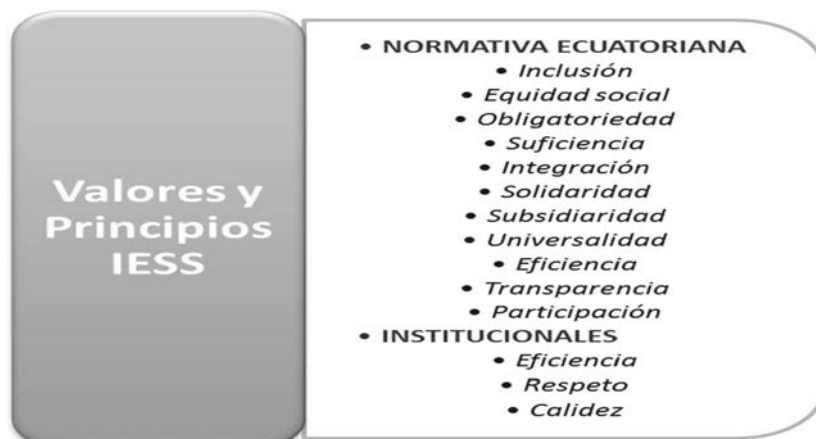 Valores y
Principios
IESS
• NORMATIVA ECUATORIANA
• Inclusión
• Equidad social
• Obligatoriedad
• Suficiencia
• Integración
• Solidaridad
• Subsidiaridad
• Universalidad
• Eficiencia
• Transparencia
• Participación
• INSTITUCIONALES
• Eficiencia
• Respeto
• Calidez